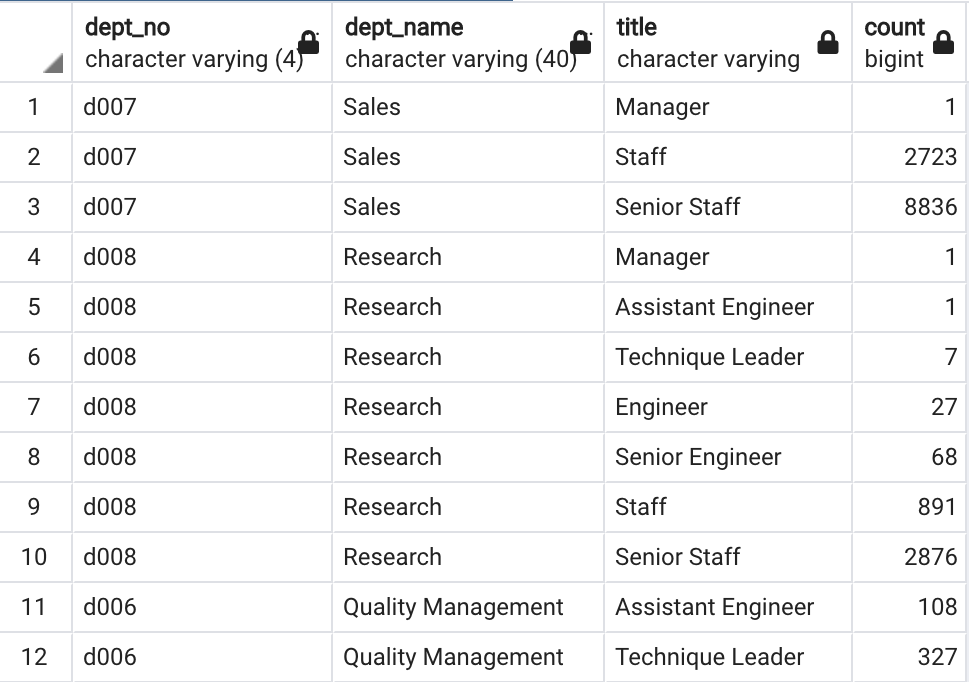 dept_no dept_name title count
character varying (4) character varying (40) character varying bigint
1 d007 Sales Manager 1
2 d007 Sales Staff 2723
3 d007 Sales Senior Staff 8836
4 d008 Research Manager 1
5 d008 Research Assistant Engineer 1
6 d008 Research Technique Leader 7
7 d008 Research Engineer 27
8 d008 Research Senior Engineer 68
9 d008 Research Staff 891
10 d008 Research Senior Staff 2876
11 d006 Quality Management Assistant Engineer 108
12 d006 Quality Management Technique Leader 327